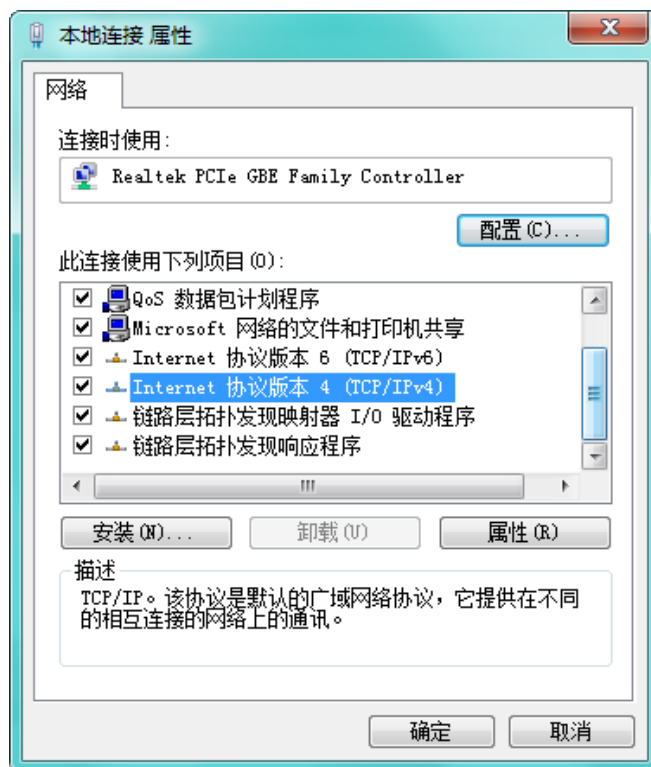 本地连接 属性
网络
连接时使用:
Realtek PCIe GBE Family Controller
配置(C)...
此连接使用下列项目(O):
QoS 数据包计划程序
Microsoft 网络的文件和打印机共享
Internet 协议版本 6 (TCP/IPv6)
Internet 协议版本 4 (TCP/IPv4)
链路层拓扑发现映射器 I/O 驱动程序
链路层拓扑发现响应程序
安装(N)... 卸载(U) 属性(R)
描述
TCP/IP。该协议是默认的广域网络协议，它提供在不同
的相互连接的网络上的通讯。
确定 取消